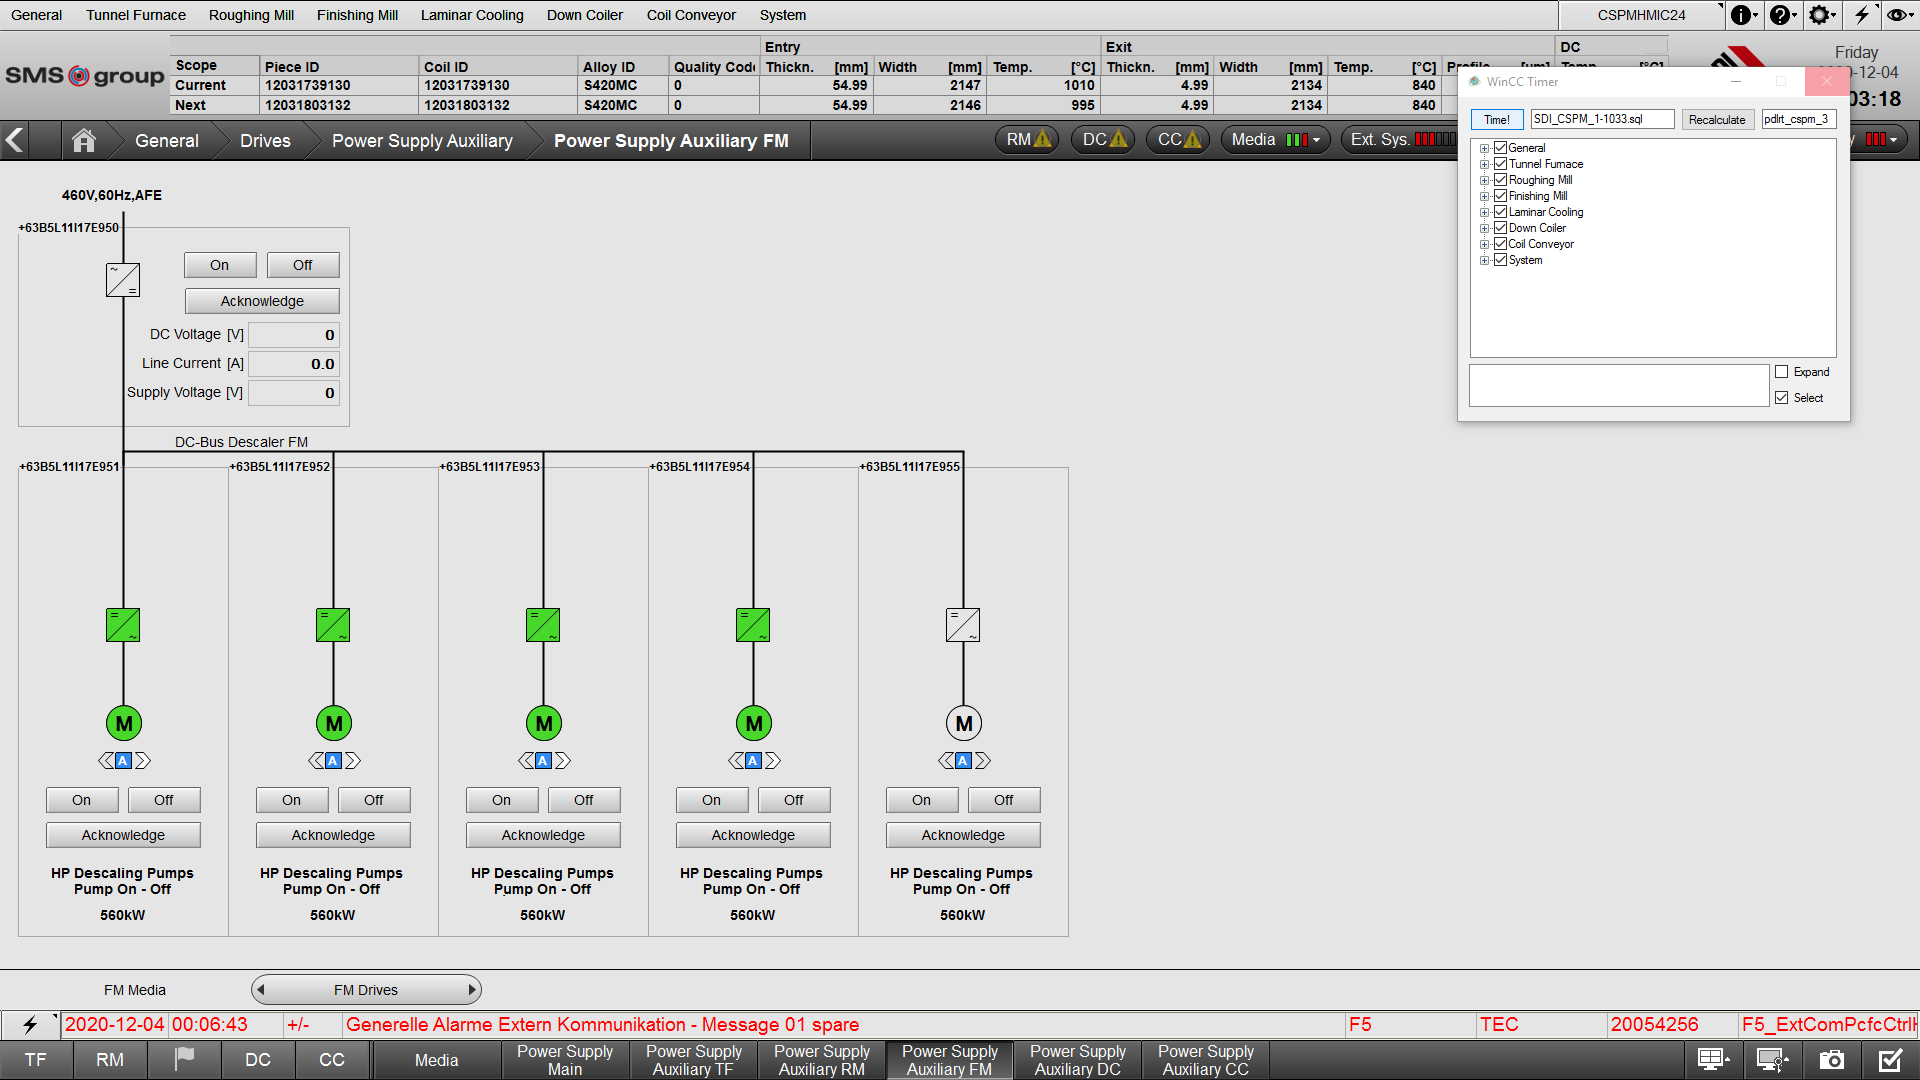 General Tunnel Furnace Roughing Mill Finishing Mill Laminar Cooling Down Coiler Coil Conveyor System CSPMHMIC24
SMS group
Entry Exit DC
Scope Piece ID Coil ID Alloy ID Quality Code Thickn. [mm] Width [mm] Temp. [°C] Thickn. [mm] Width [mm] Temp. [°C]
Current 12031739130 12031739130 S420MC 0 54.99 2147 1010 4.99 2134 840
Next 12031803132 12031803132 S420MC 0 54.99 2146 995 4.99 2134 840
Friday
-12-04
03:18
General Drives Power Supply Auxiliary Power Supply Auxiliary FM RM DC CC Media Ext. Sys.
WinCC Timer
Time! SDI_CSPM_1-1033.sql Recalculate pdlrt_cspm_3
General
Tunnel Furnace
Roughing Mill
Finishing Mill
Laminar Cooling
Down Coiler
Coil Conveyor
System
Expand
Select
460V,60Hz,AFE
+63B5L11I17E950
On Off
Acknowledge
DC Voltage [V] 0
Line Current [A] 0.0
Supply Voltage [V] 0
DC-Bus Descaler FM
+63B5L11I17E951 +63B5L11I17E952 +63B5L11I17E953 +63B5L11I17E954 +63B5L11I17E955
M M M M M
A A A A A
On Off On Off On Off On Off On Off
Acknowledge Acknowledge Acknowledge Acknowledge Acknowledge
HP Descaling Pumps HP Descaling Pumps HP Descaling Pumps HP Descaling Pumps HP Descaling Pumps
Pump On - Off Pump On - Off Pump On - Off Pump On - Off Pump On - Off
560kW 560kW 560kW 560kW 560kW
FM Media FM Drives
2020-12-04 00:06:43 +/- Generelle Alarme Extern Kommunikation - Message 01 spare F5 TEC 20054256 F5_ExtComPcfcCtrl
TF RM DC CC Media Power Supply Main Power Supply Auxiliary TF Power Supply Auxiliary RM Power Supply Auxiliary FM Power Supply Auxiliary DC Power Supply Auxiliary CC